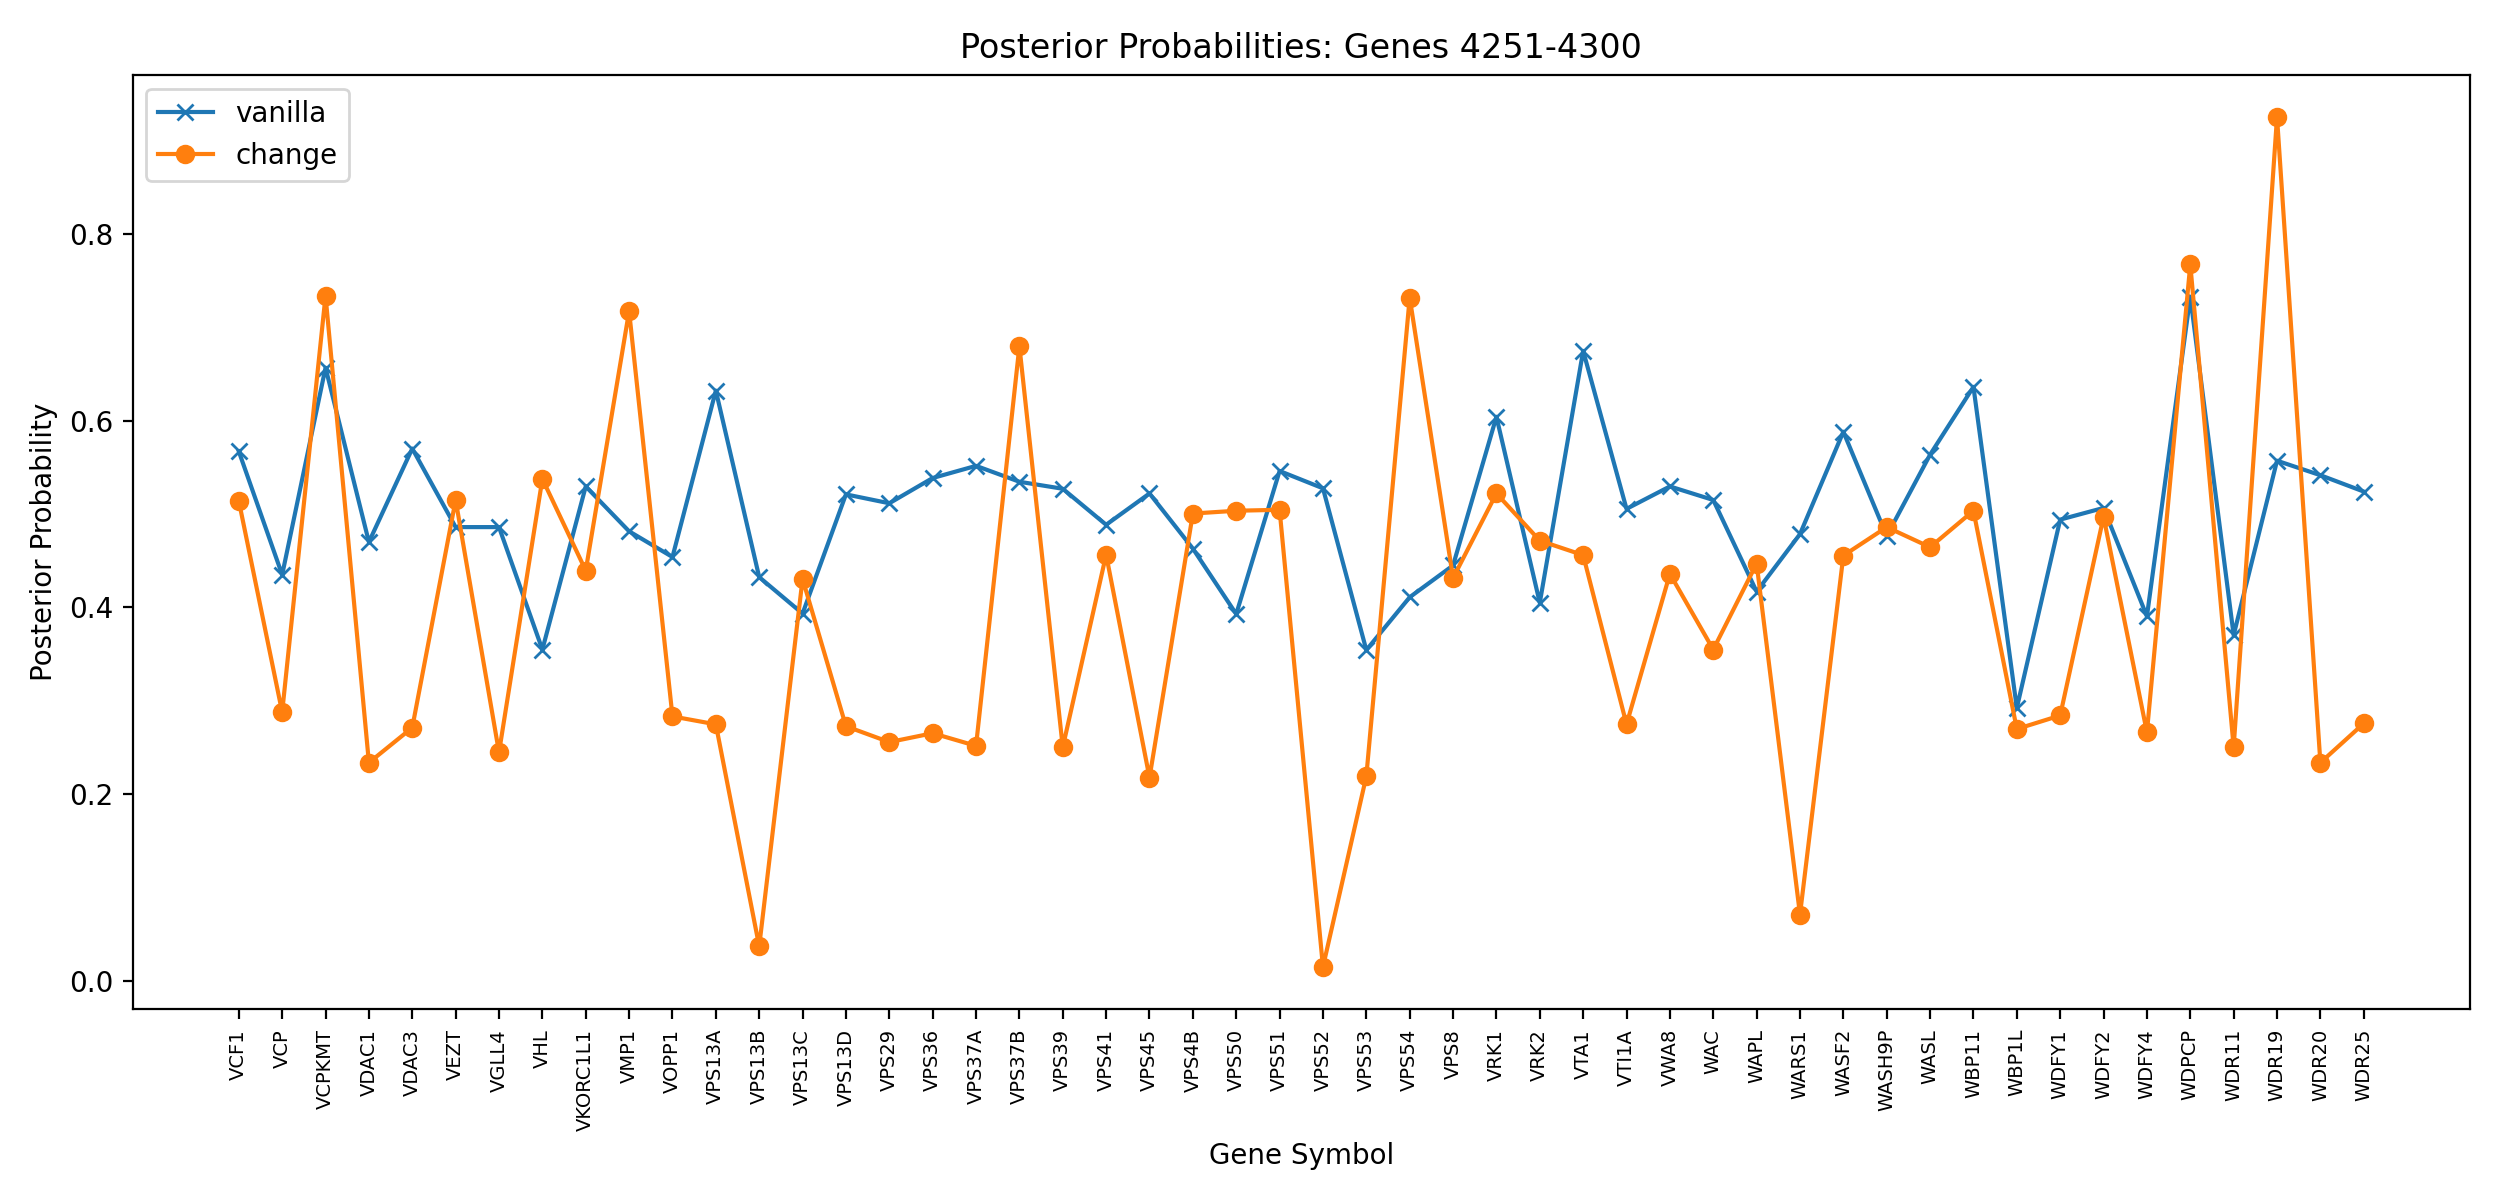 Posterior Probabilities: Genes 4251-4300
vanilla
change
Posterior Probability
0.8
0.6
0.4
0.2
0.0
VCF1
VCP
VCPKMT
VDAC1
VDAC3
VEZT
VGLL4
VHL
VKORC1L1
VMP1
VOPP1
VPS13A
VPS13B
VPS13C
VPS13D
VPS29
VPS36
VPS37A
VPS37B
VPS39
VPS41
VPS45
VPS4B
VPS50
VPS51
VPS52
VPS53
VPS54
VPS8
VRK1
VRK2
VTA1
VTI1A
VWA8
WAC
WAPL
WARS1
WASF2
WASH9P
WASL
WBP11
WBP1L
WDFY1
WDFY2
WDFY4
WDPCP
WDR11
WDR19
WDR20
WDR25
Gene Symbol